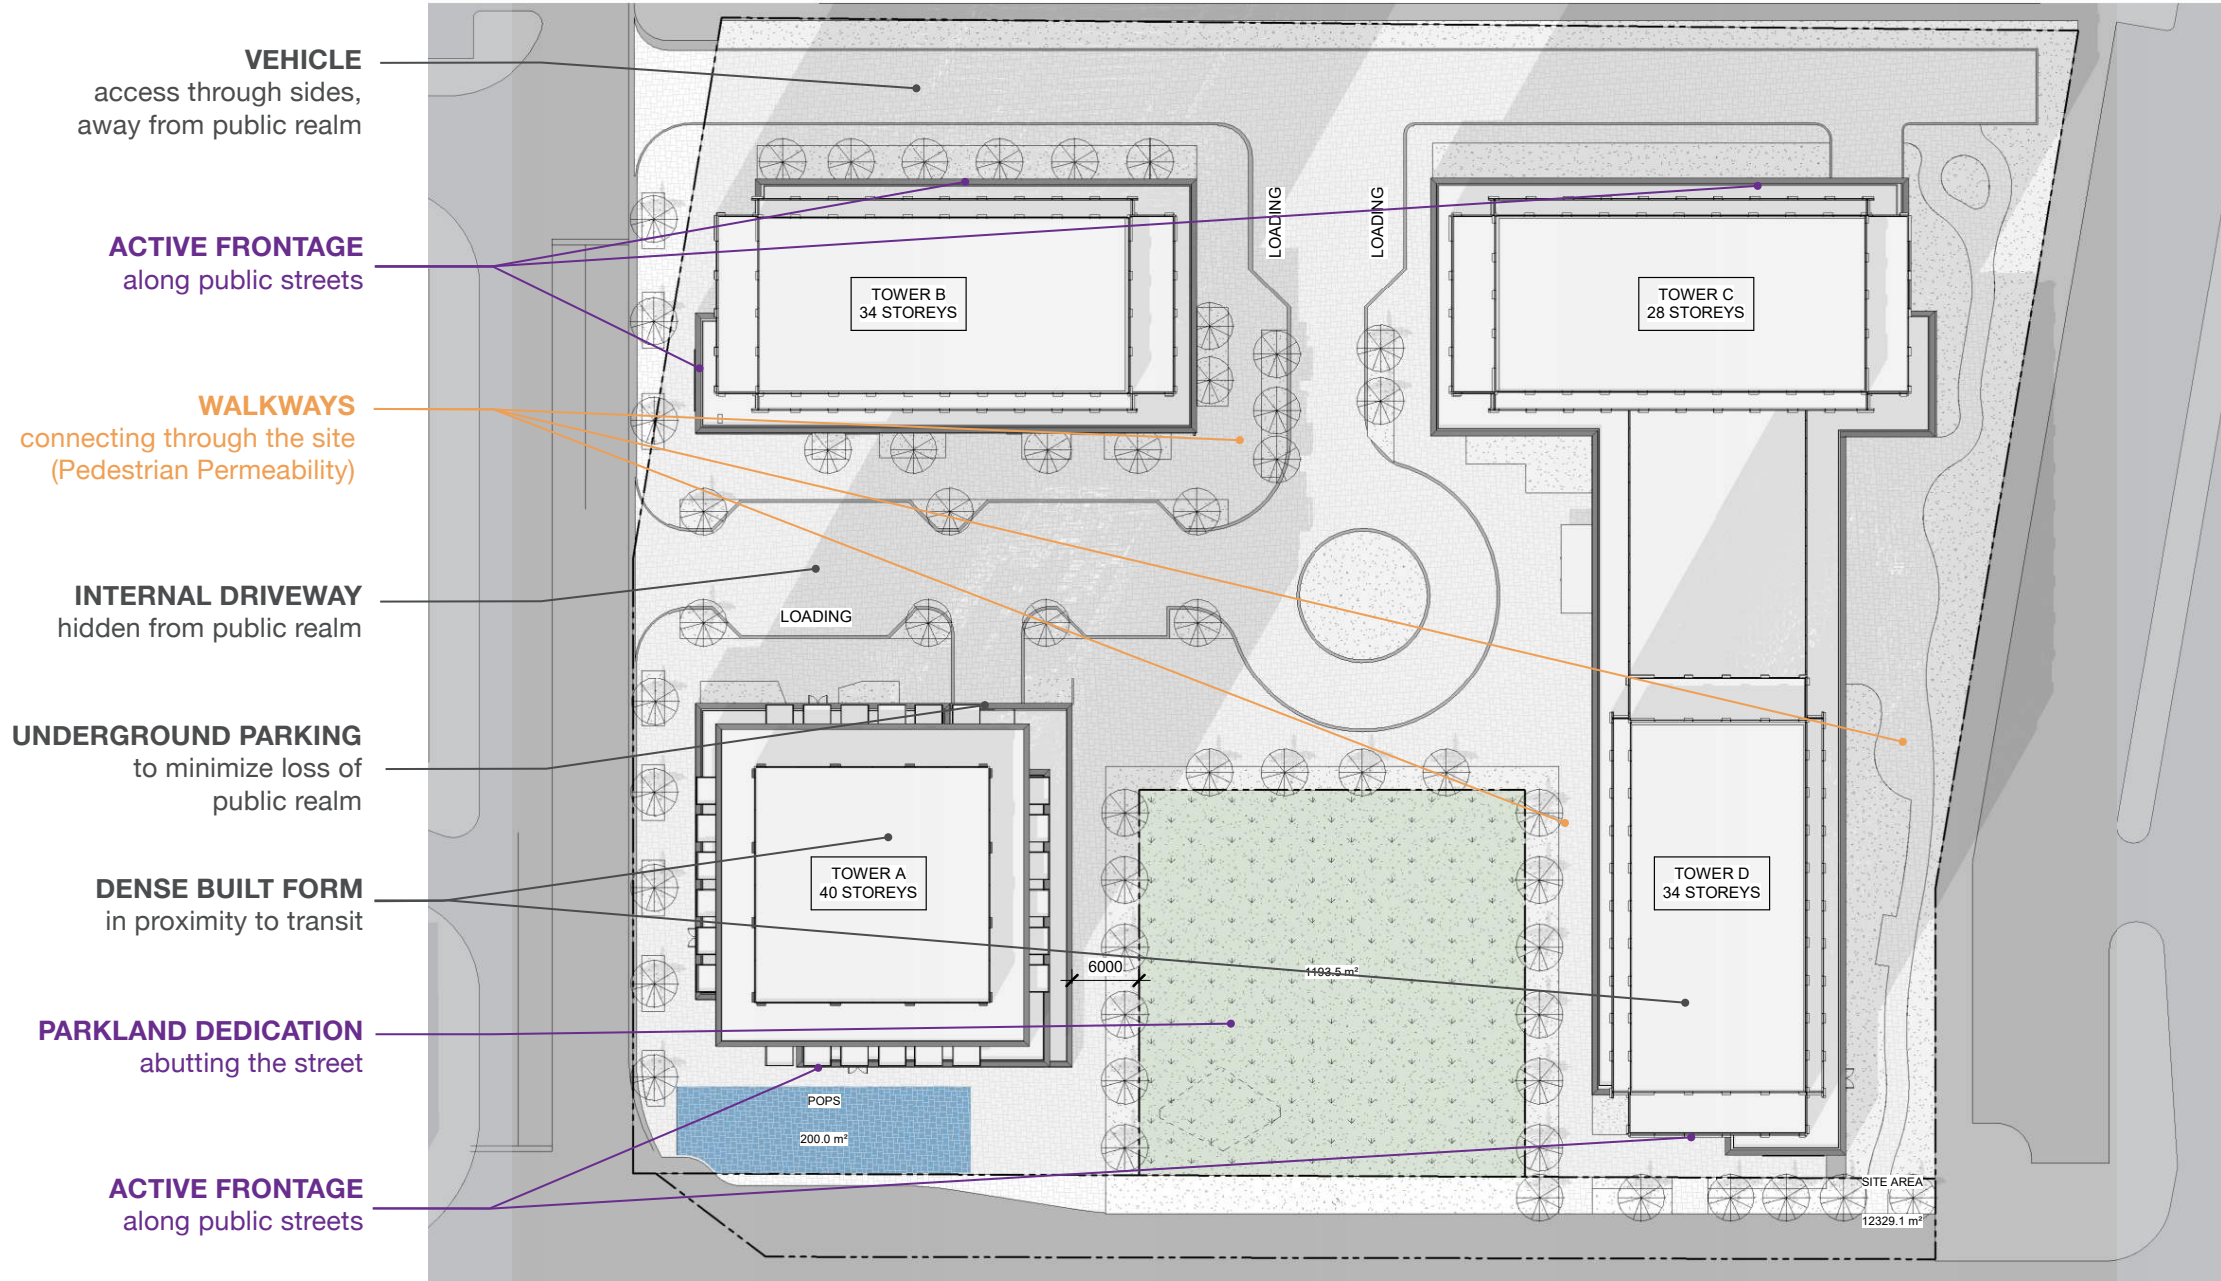 VEHICLE
access through sides,
away from public realm
ACTIVE FRONTAGE
along public streets
WALKWAYS
connecting through the site
(Pedestrian Permeability)
INTERNAL DRIVEWAY
hidden from public realm
UNDERGROUND PARKING
to minimize loss of
public realm
DENSE BUILT FORM
in proximity to transit
PARKLAND DEDICATION
abutting the street
ACTIVE FRONTAGE
along public streets
LOADING
LOADING
TOWER B
34 STOREYS
TOWER C
28 STOREYS
LOADING
TOWER A
40 STOREYS
TOWER D
34 STOREYS
6000
1193.5 m²
POPS
200.0 m²
SITE AREA
12329.1 m²